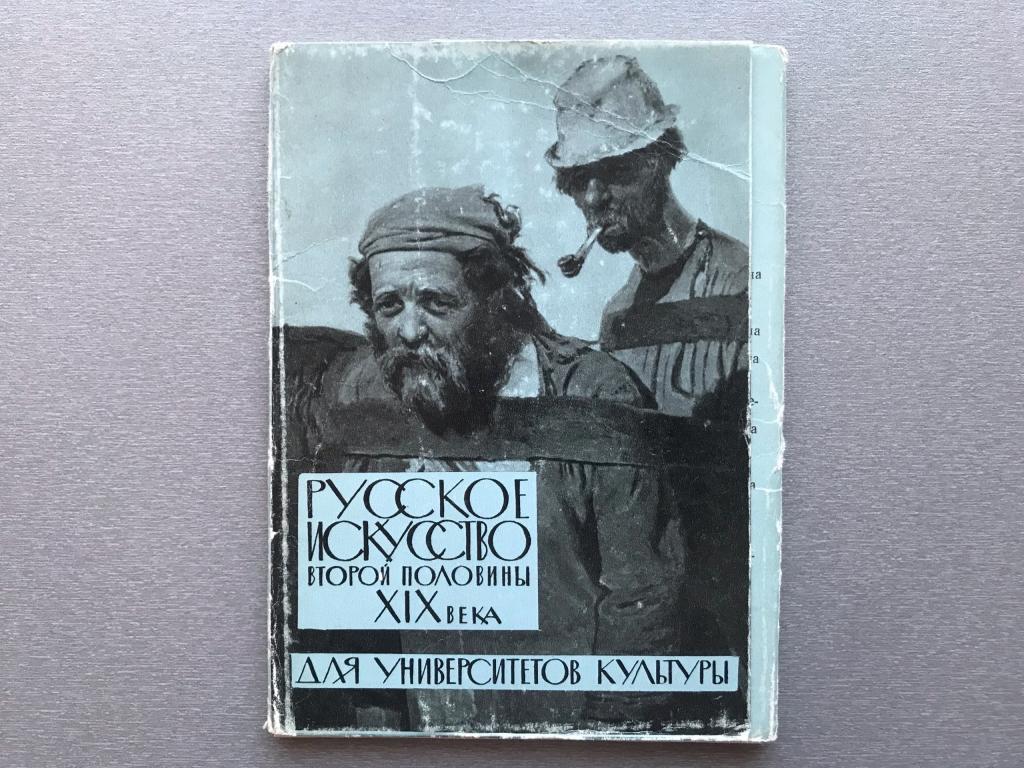 РУССКОЕ
ИСКУССТВО
ВТОРОЙ ПОЛОВИНЫ
XIX ВЕКА
ДЛЯ УНИВЕРСИТЕТОВ КУЛЬТУРЫ